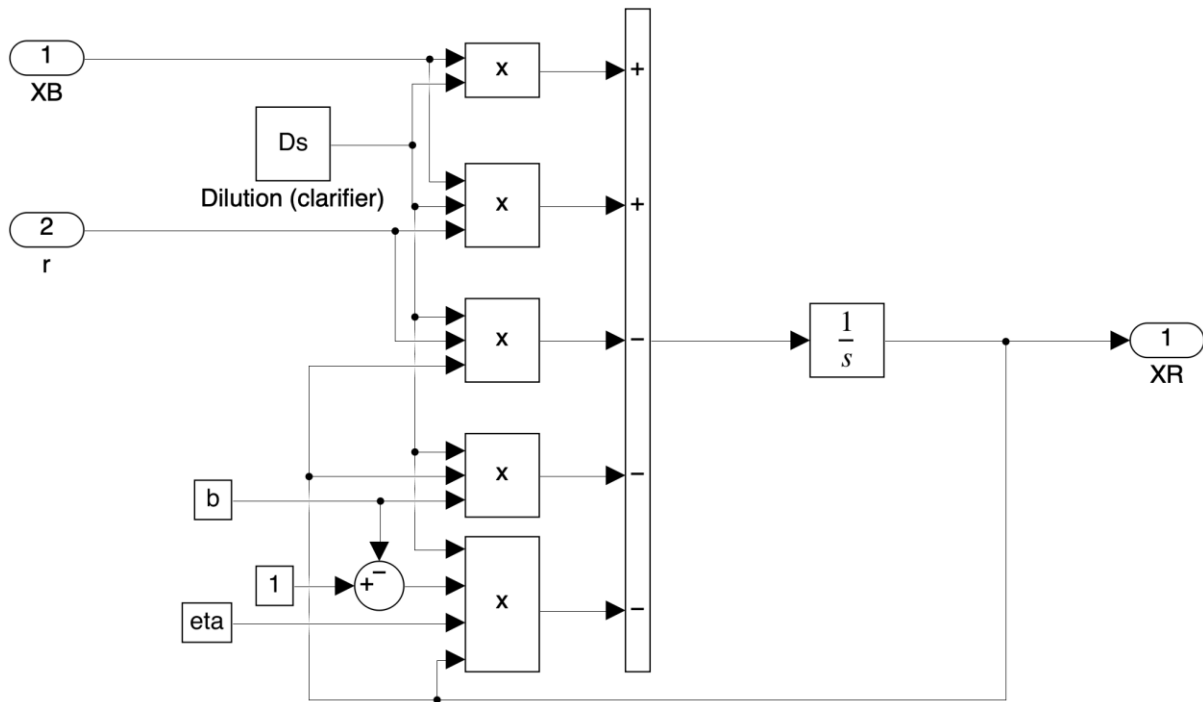 1
XB
x
+
Ds
Dilution (clarifier)
x
+
2
r
x
−
1
s
1
XR
x
−
b
−
1
+
x
−
eta